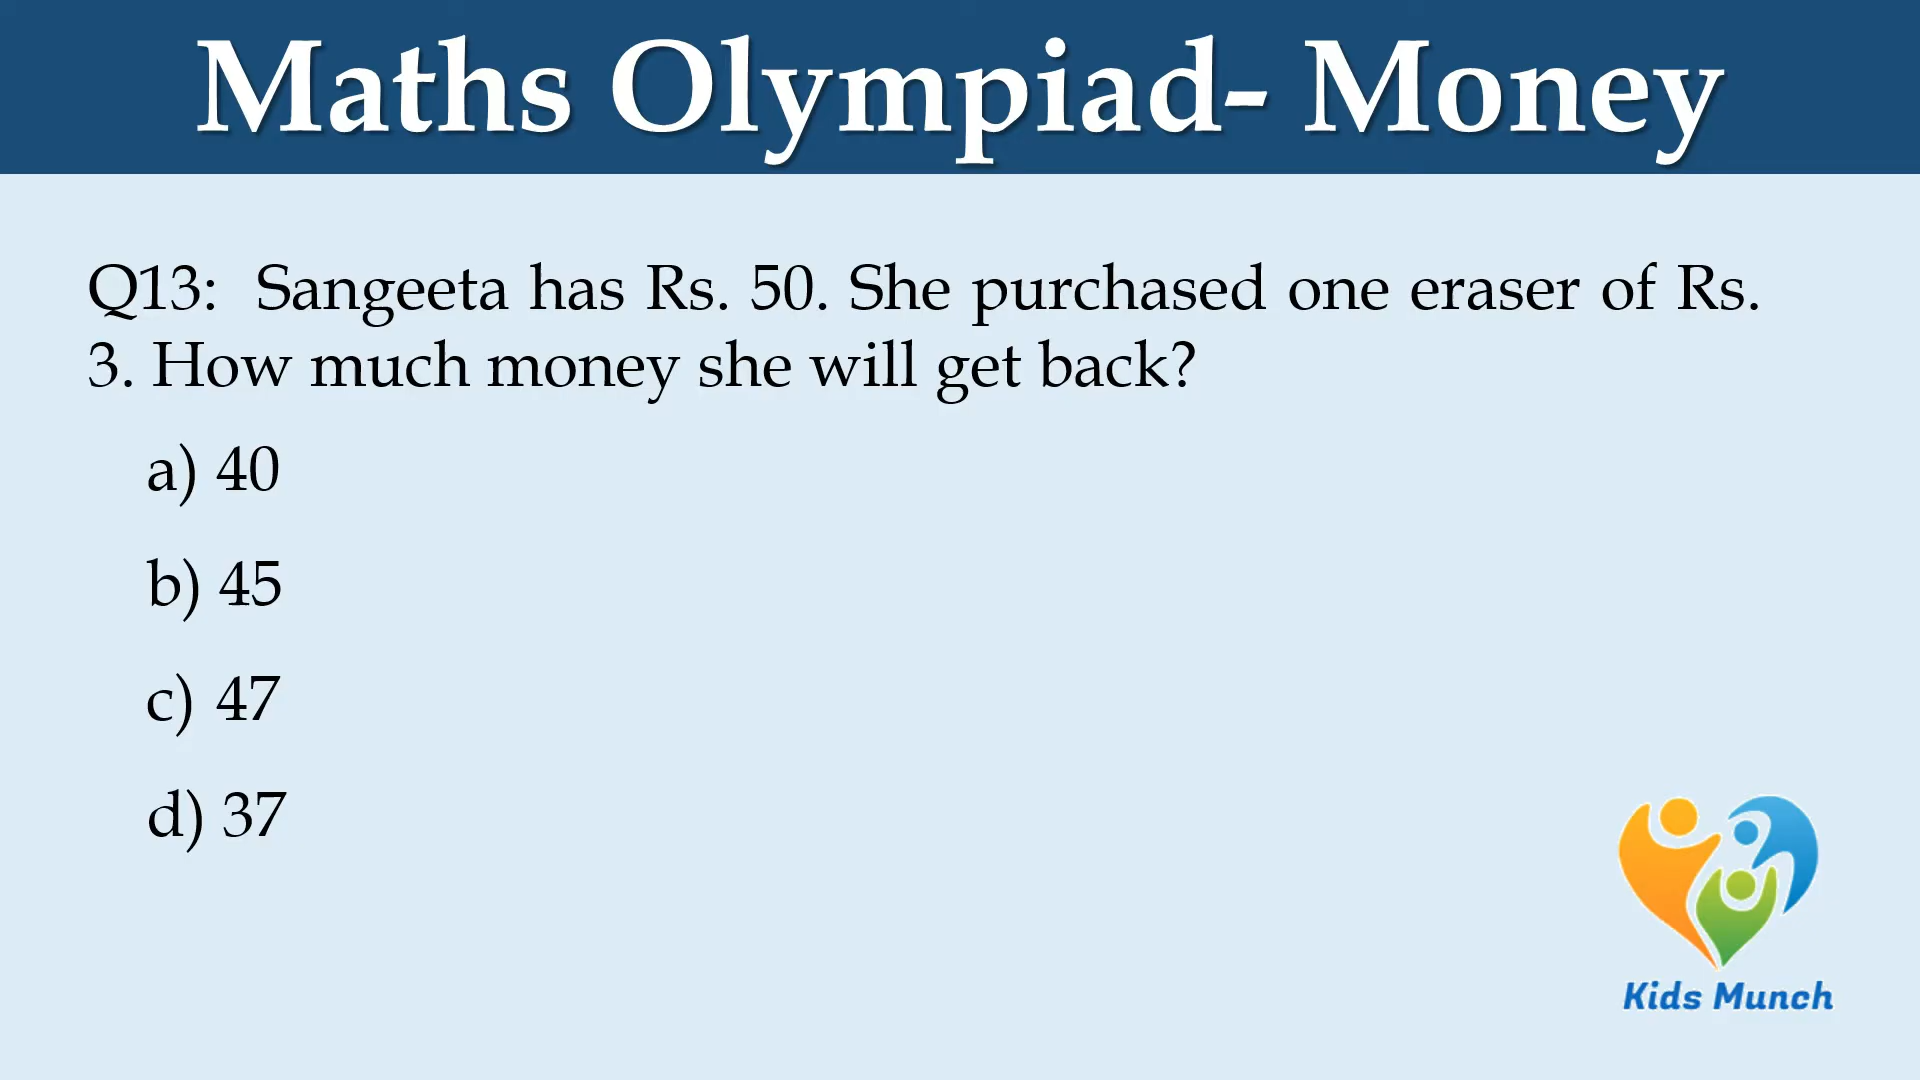 Maths Olympiad- Money
Q13: Sangeeta has Rs. 50. She purchased one eraser of Rs.
3. How much money she will get back?
a) 40
b) 45
c) 47
d) 37
Kids Munch